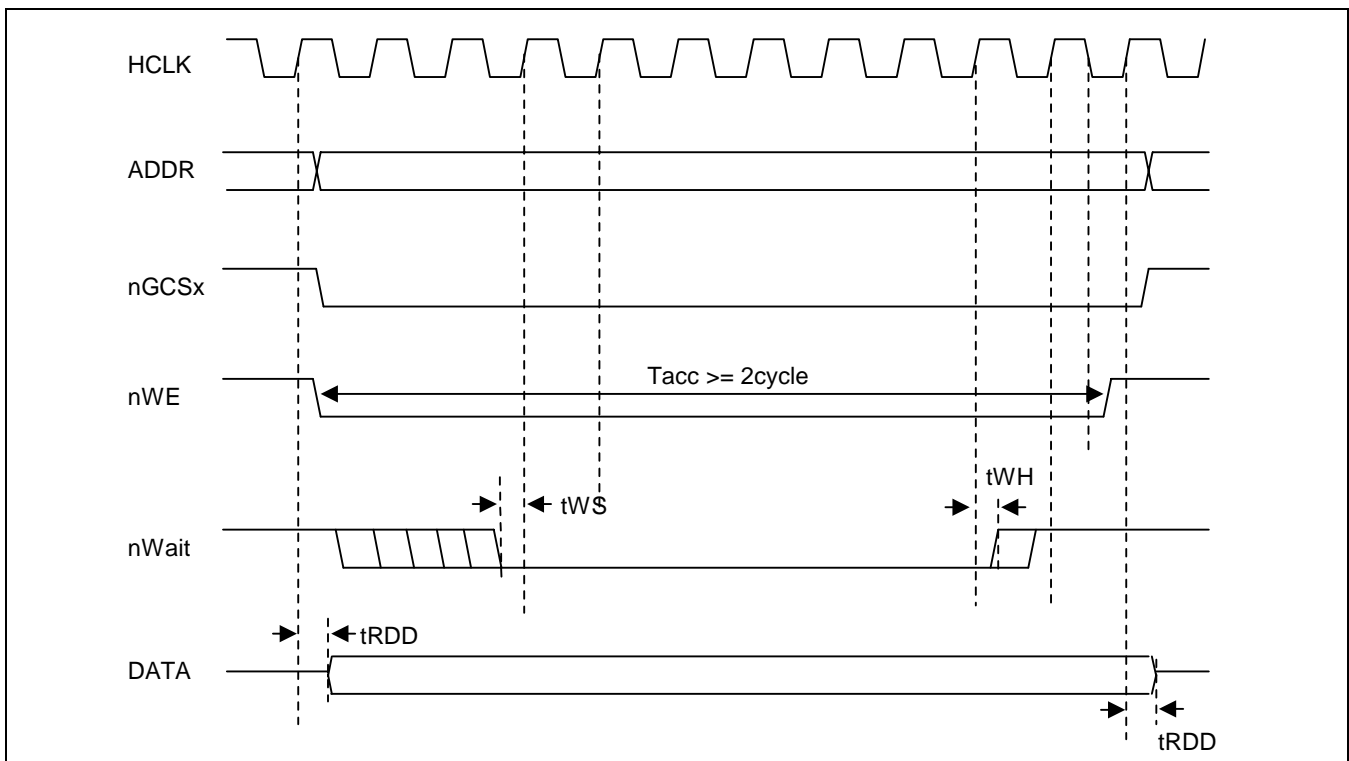 HCLK
ADDR
nGCSx
Tacc >= 2cycle
nWE
tWH
tWS
nWait
tRDD
DATA
tRDD